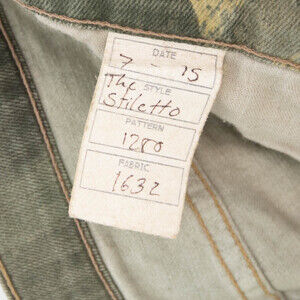 DATE
7 - 15
STYLE
The
Stiletto
PATTERN
1280
FABRIC
1632